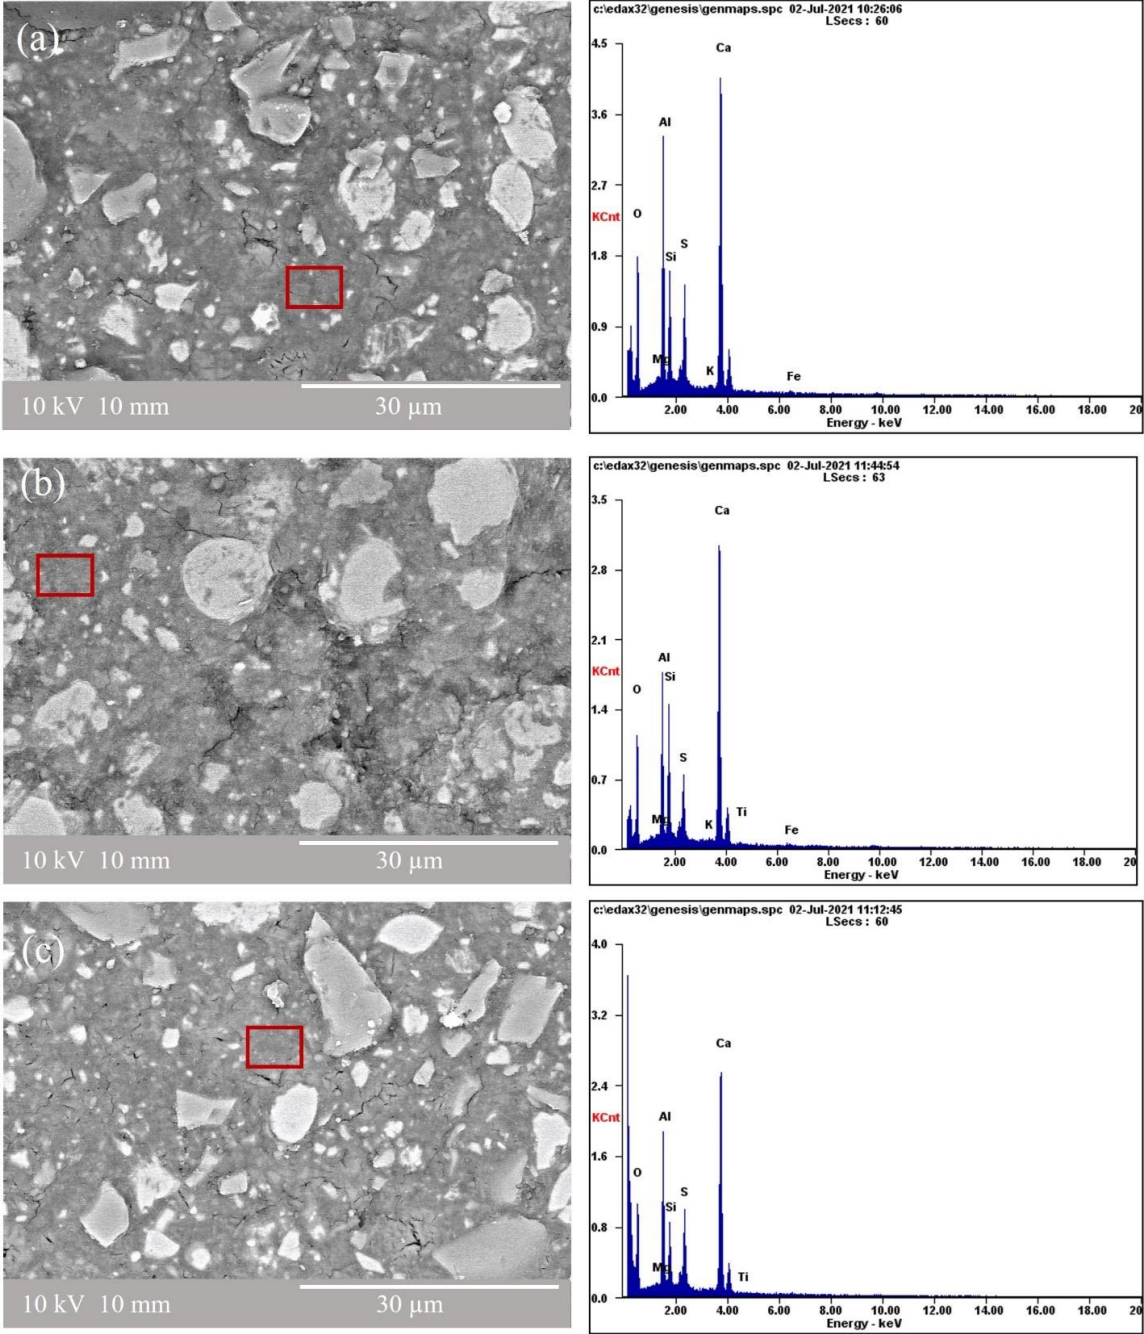 (a)
10 kV 10 mm 30 µm
c:\edax32\genesis\genmaps.spc 02-Jul-2021 10:26:06
LSecs : 60
4.5
Ca
3.6
Al
2.7
KCnt
O
1.8
Si
S
0.9
Mg
K
Fe
0.0
2.00 4.00 6.00 8.00 10.00 12.00 14.00 16.00 18.00 20
Energy - keV
(b)
10 kV 10 mm 30 µm
c:\edax32\genesis\genmaps.spc 02-Jul-2021 11:44:54
LSecs : 63
3.5
Ca
2.8
2.1
Al
KCnt
Si
O
1.4
S
0.7
Mg
K
Ti
Fe
0.0
2.00 4.00 6.00 8.00 10.00 12.00 14.00 16.00 18.00 20
Energy - keV
(c)
10 kV 10 mm 30 µm
c:\edax32\genesis\genmaps.spc 02-Jul-2021 11:12:45
LSecs : 60
4.0
3.2
Ca
2.4
KCnt
Al
1.6
O
Si
S
0.8
Mg
Ti
0.0
2.00 4.00 6.00 8.00 10.00 12.00 14.00 16.00 18.00 20
Energy - keV